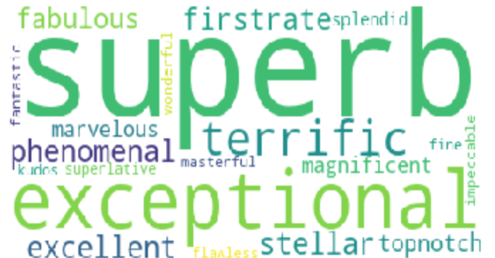 fabulous
firstrate
splendid
superb
fantastic
wonderful
marvelous
terrific
fine
phenomenal
masterful
magnificent
impeccable
kudos
superlative
exceptional
excellent
flawless
stellar
topnotch